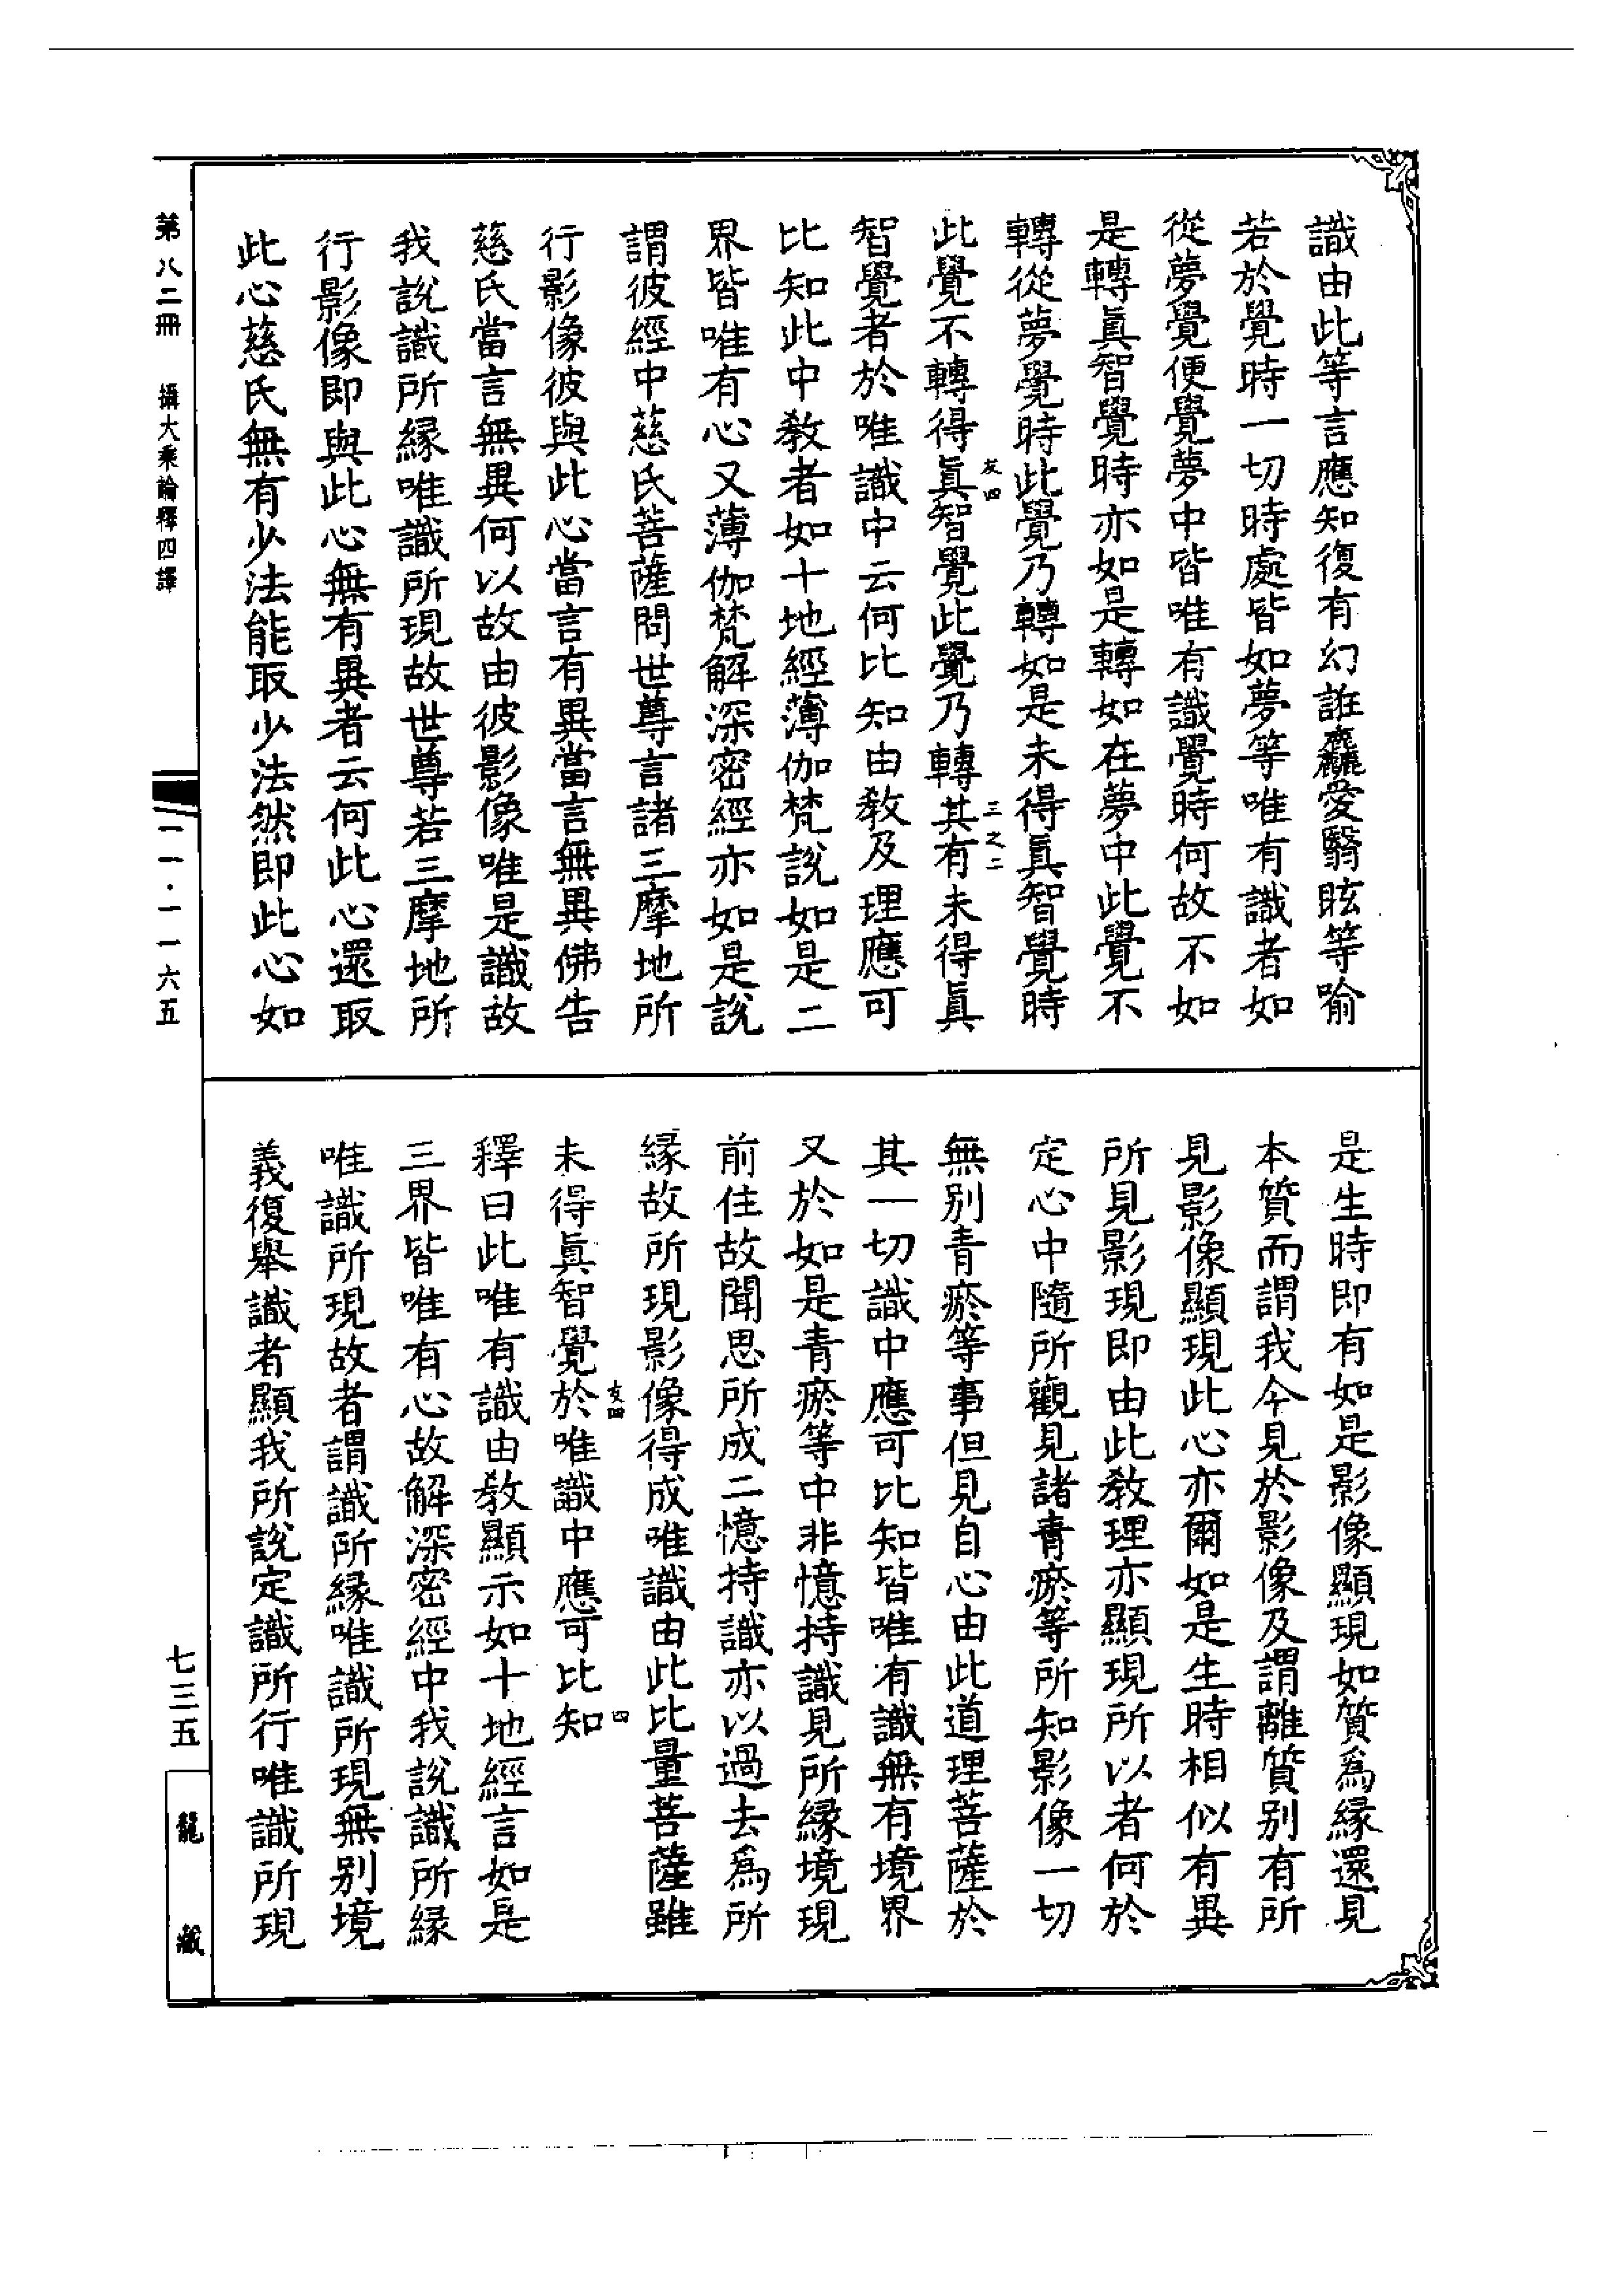 識由此等言應知復有幻誑鹿愛翳眩等喻
若於覺時一切時處皆如夢等唯有識者如
從夢覺便覺夢中皆唯有識覺時何故不如
是轉眞智覺時亦如是轉如在夢中此覺不
轉從夢覺時此覺乃轉如是未得眞智覺時
此覺不轉得眞智覺此覺乃轉其有未得眞
友四
三之二
智覺者於唯識中云何比知由教及理應可
比知此中教者如十地經薄伽梵說如是二
界皆唯有心又薄伽梵解深密經亦如是說
謂彼經中慈氏菩薩問世尊言諸三摩地所
行影像彼與此心當言有異當言無異佛告
慈氏當言無異何以故由彼影像唯是識故
我說識所緣唯識所現故世尊若三摩地所
行影像即與此心無有異者云何此心還取
此心慈氏無有少法能取少法然即此心如
是生時即有如是影像顯現如質爲緣還見
本質而謂我今見於影像及謂離質別有所
見影像顯現此心亦爾如是生時相似有異
所見影現即由此教理亦顯現所以者何於
定心中隨所觀見諸青瘀等所知影像一切
無別青瘀等事但見自心由此道理菩薩於
其一切識中應可比知皆唯有識無有境界
又於如是青瘀等中非憶持識見所緣境現
前住故聞思所成二憶持識亦以過去爲所
緣故所現影像得成唯識由此比量菩薩雖
未得眞智覺於唯識中應可比知
友四
四
釋曰此唯有識由教顯示如十地經言如是
三界皆唯有心故解深密經中我說識所緣
唯識所現故者謂識所緣唯識所現無別境
義復舉識者顯我所說定識所行唯識所現
第八二冊
攝大乘論釋四譯
一一·一一六五
七三五
龍藏